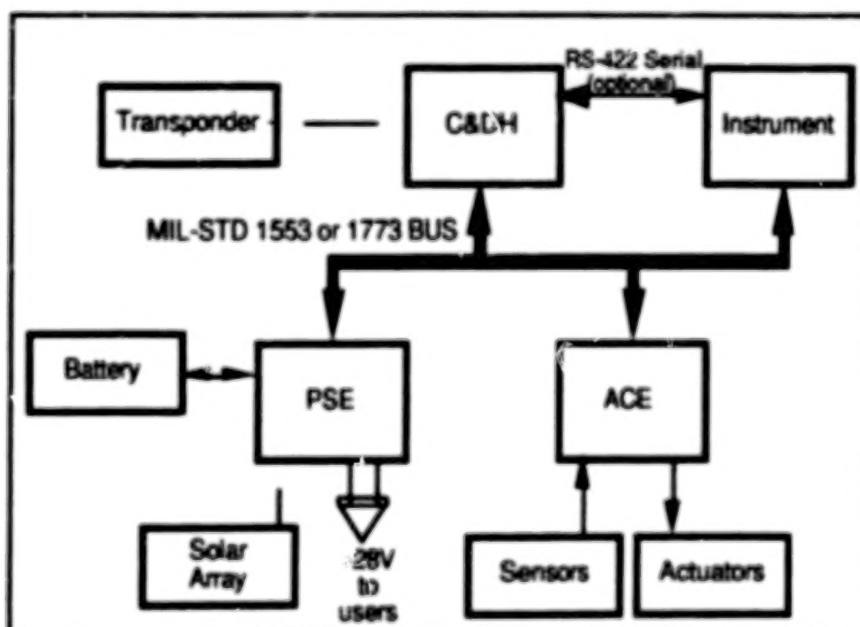 RS-422 Serial
(optional)
Transponder
C&DH
Instrument
MIL-STD 1553 or 1773 BUS
Battery
PSE
ACE
Solar
Array
28V
to
users
Sensors
Actuators